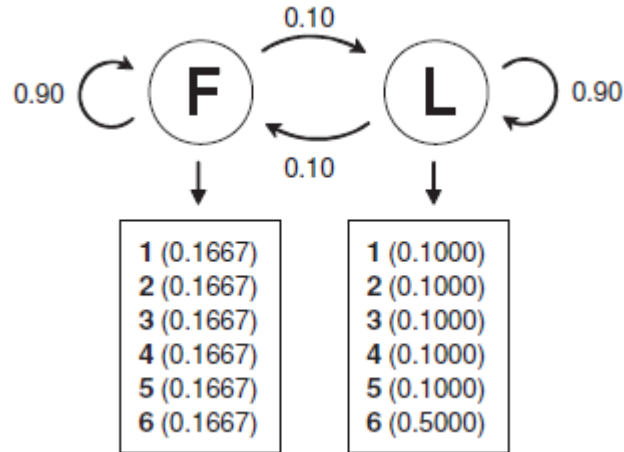 0.10
0.90 F L 0.90
0.10
1 (0.1667) 1 (0.1000)
2 (0.1667) 2 (0.1000)
3 (0.1667) 3 (0.1000)
4 (0.1667) 4 (0.1000)
5 (0.1667) 5 (0.1000)
6 (0.1667) 6 (0.5000)